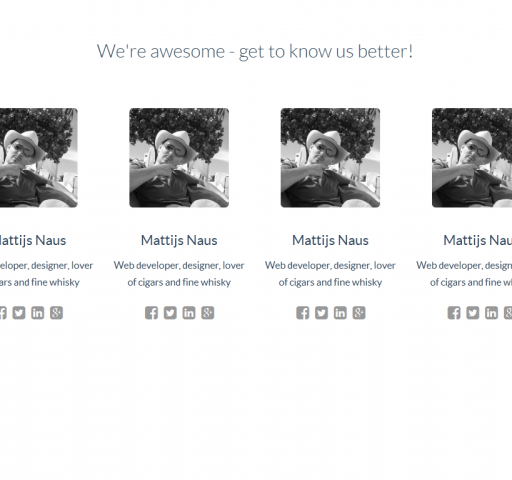 We're awesome - get to know us better!
attijs Naus
eloper, designer, lover
ars and fine whisky
Mattijs Naus
Web developer, designer, lover
of cigars and fine whisky
Mattijs Naus
Web developer, designer, lover
of cigars and fine whisky
Mattijs Nau
Web developer, design
of cigars and fine w